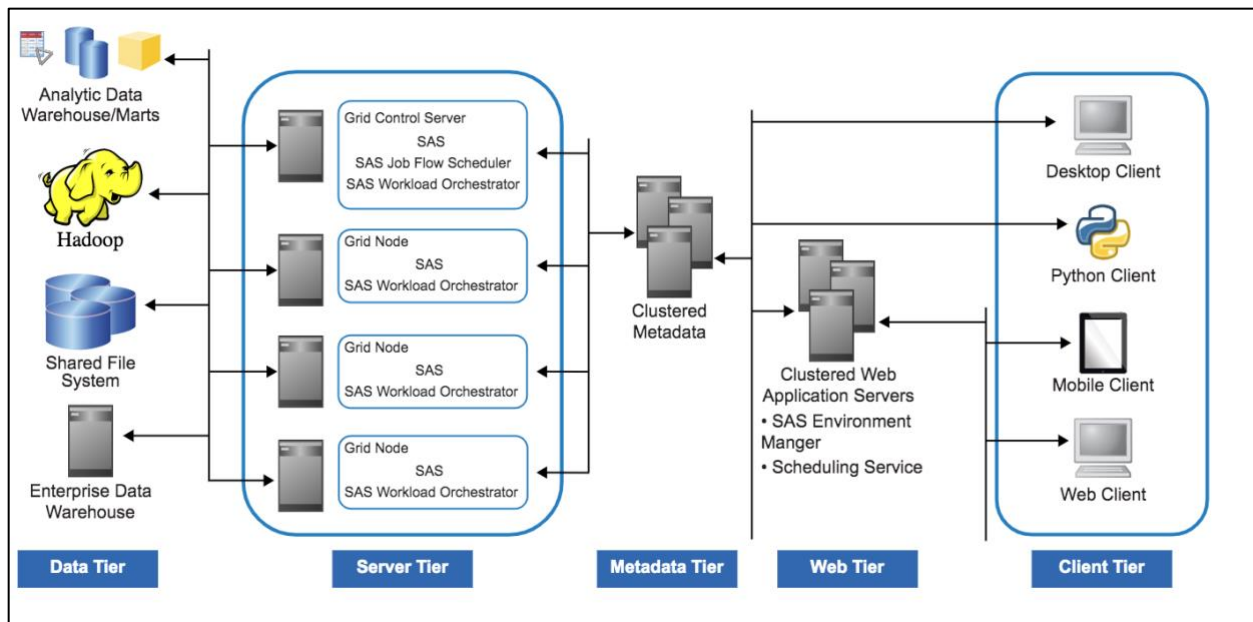 Analytic Data
Warehouse/Marts
Hadoop
Shared File
System
Enterprise Data
Warehouse
Data Tier
Grid Control Server
SAS
SAS Job Flow Scheduler
SAS Workload Orchestrator
Grid Node
SAS
SAS Workload Orchestrator
Grid Node
SAS
SAS Workload Orchestrator
Grid Node
SAS
SAS Workload Orchestrator
Server Tier
Clustered
Metadata
Metadata Tier
Clustered Web
Application Servers
• SAS Environment
Manger
• Scheduling Service
Web Tier
Desktop Client
Python Client
Mobile Client
Web Client
Client Tier